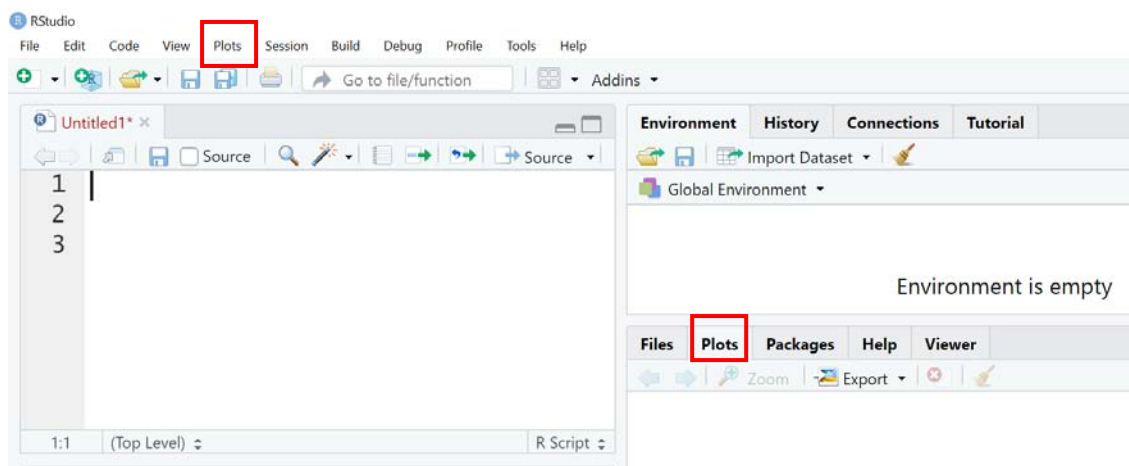 RStudio
File Edit Code View Plots Session Build Debug Profile Tools Help
Go to file/function Addins
Untitled1*
Source Source
1
2
3
1:1 (Top Level) R Script
Environment History Connections Tutorial
Import Dataset
Global Environment
Environment is empty
Files Plots Packages Help Viewer
Zoom Export